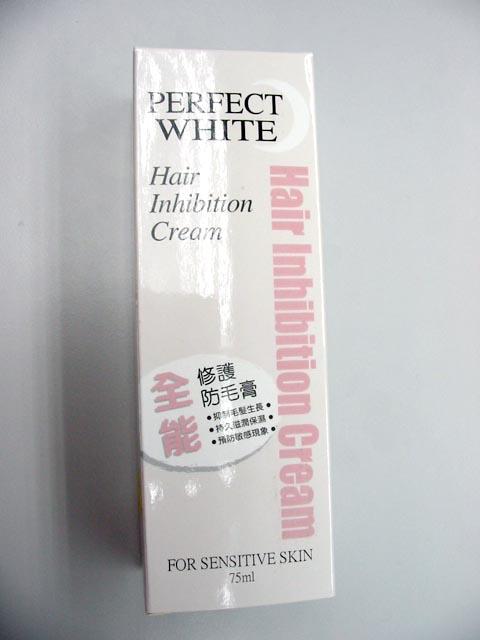 PERFECT
WHITE
Hair
Inhibition
Cream
Hair Inhibition Cream
全能
修護
防毛膏
抑制毛髮生長•
•持久滋潤保濕•
•預防敏感現象•
FOR SENSITIVE SKIN
75ml